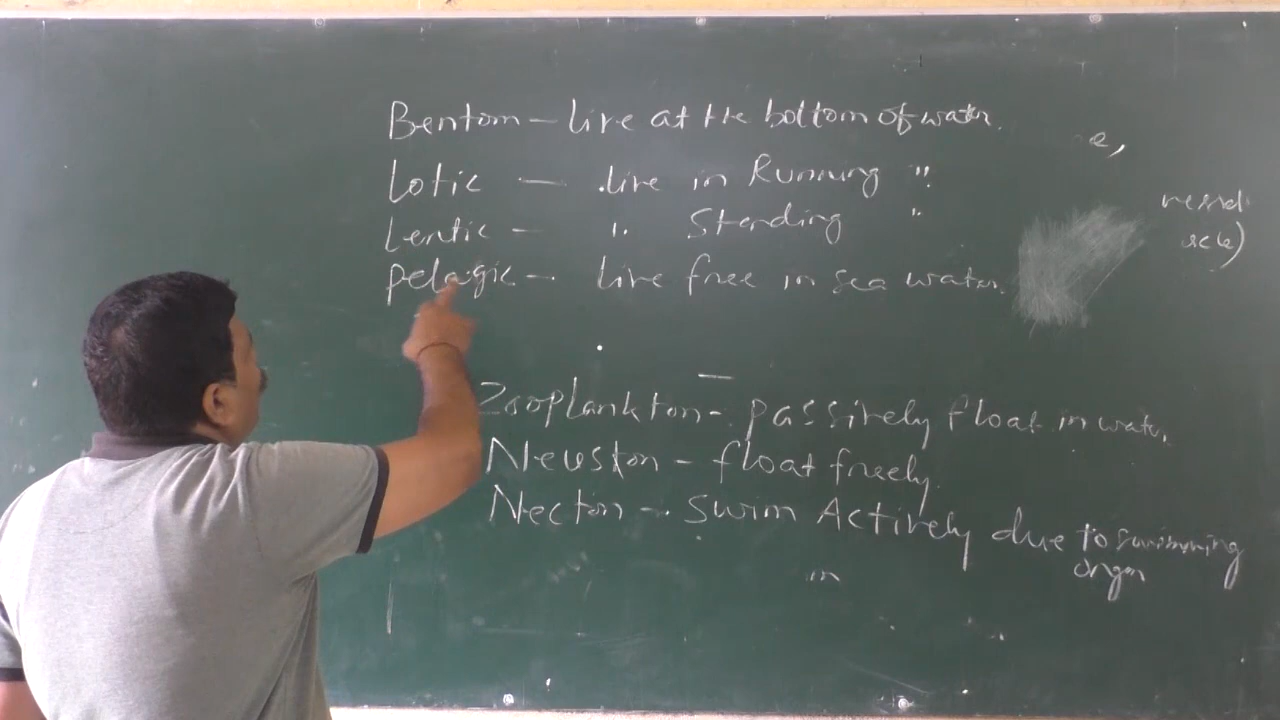 Bentom - live at the bottom of water.
Lotic - live in Running "
Lentic - " Standing "
pelagic - live free in sea water.
Zooplankton - passively float in water,
Neuston - float freely.
Necton - Swim Actively due to swimming
organ
in